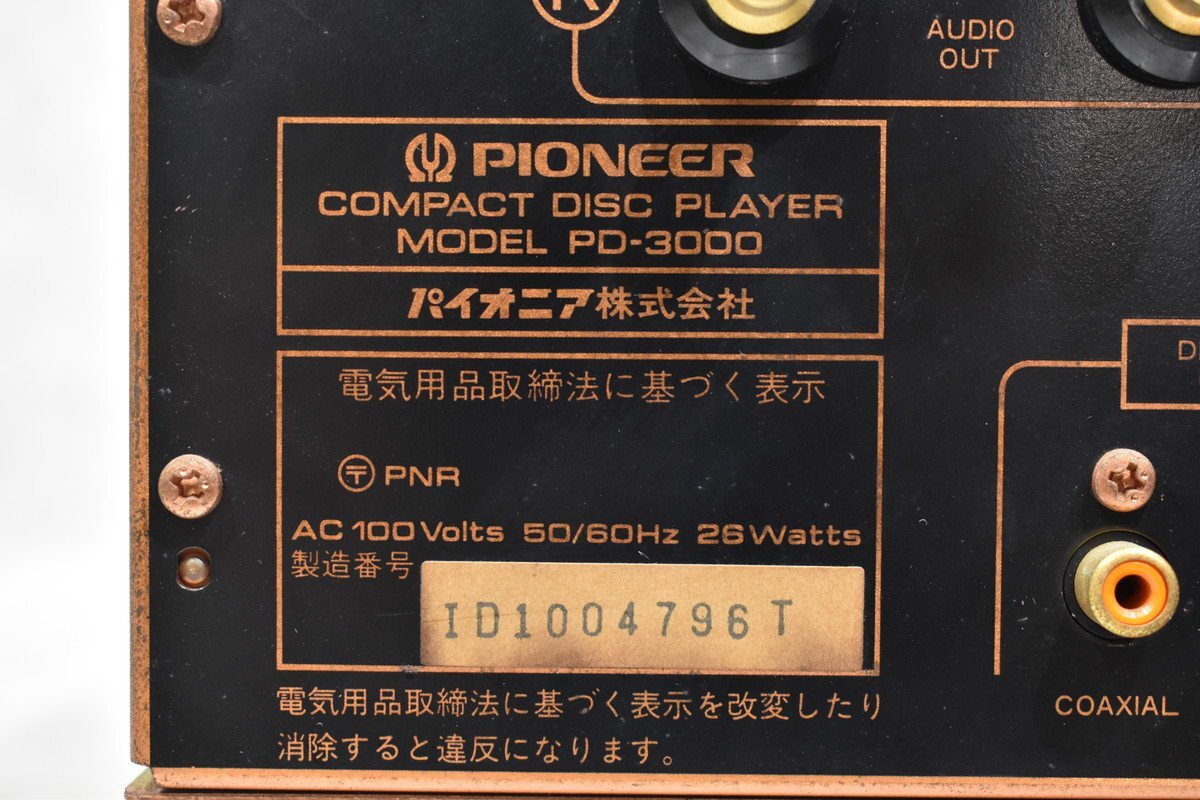 R
AUDIO
OUT
PIONEER
COMPACT DISC PLAYER
MODEL PD-3000
パイオニア株式会社
電気用品取締法に基づく表示
〒 PNR
AC 100 Volts 50/60Hz 26 Watts
製造番号
ID1004796T
電気用品取締法に基づく表示を改変したり
消除すると違反になります。
COAXIAL